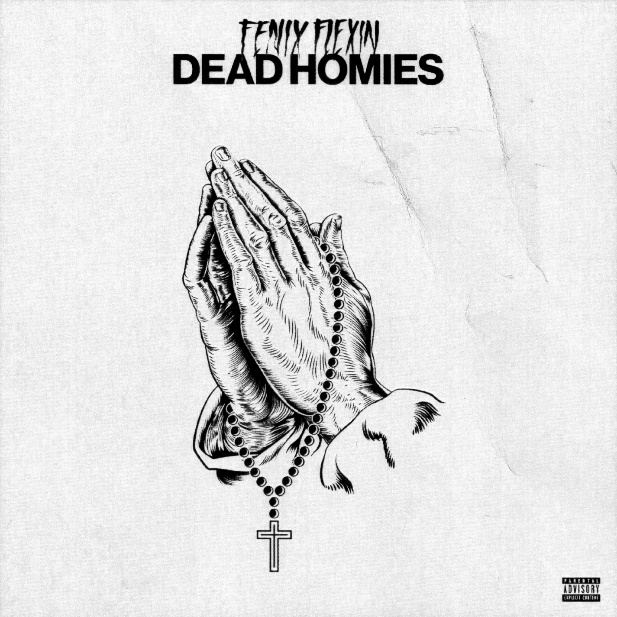 FENIX FLEXIN
DEAD HOMIES
PARENTAL
ADVISORY
EXPLICIT CONTENT